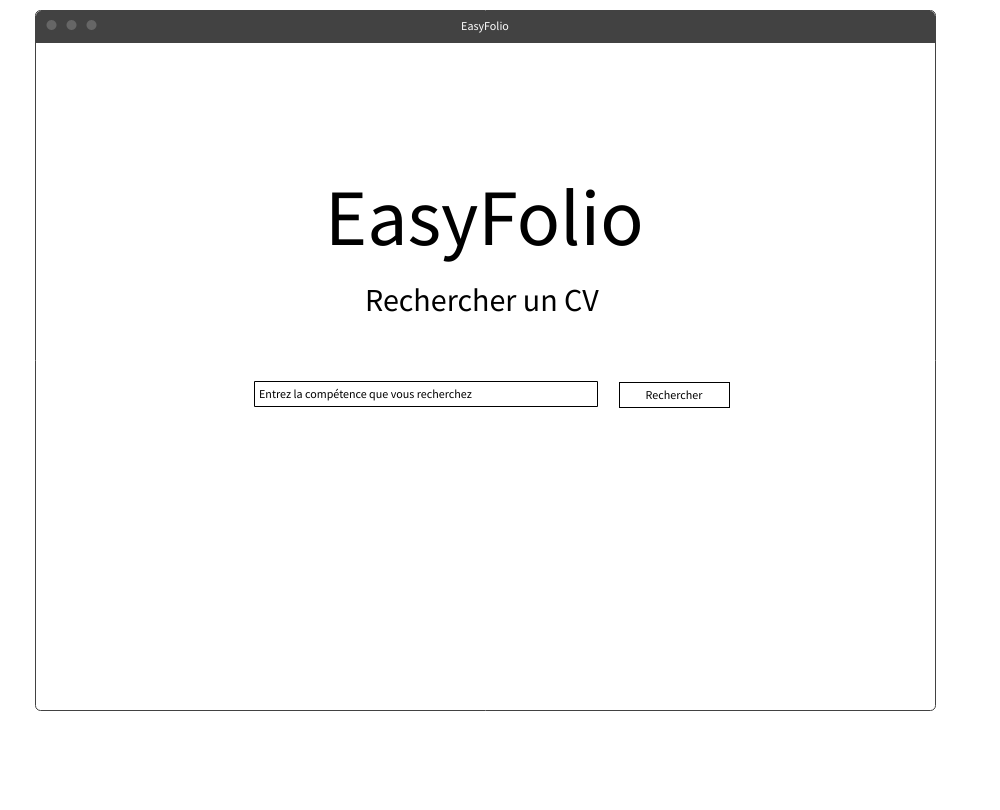 EasyFolio
EasyFolio
Rechercher un CV
Entrez la compétence que vous recherchez
Rechercher